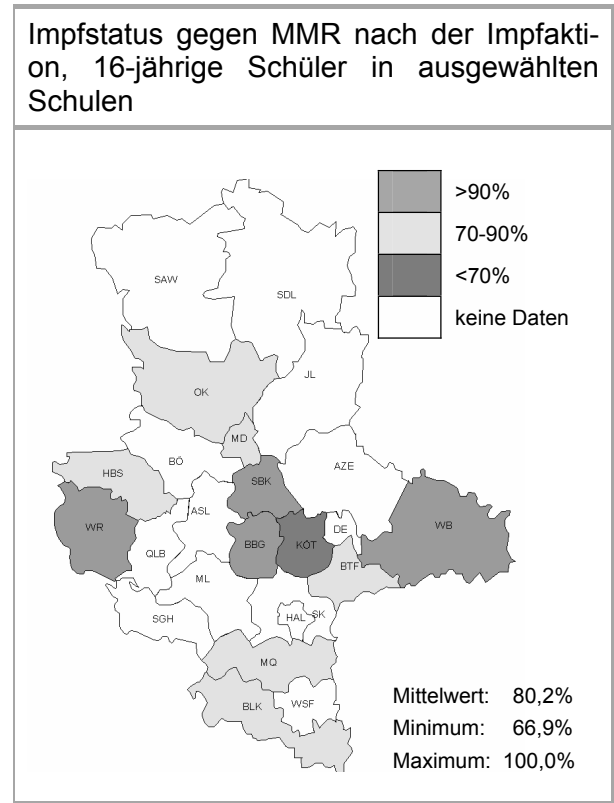 Impfstatus gegen MMR nach der Impfakti-
on, 16-jährige Schüler in ausgewählten
Schulen
>90%
70-90%
<70%
keine Daten
SAW
SDL
JL
OK
MD
BÖ
AZE
HBS
SBK
ASL
WR
DE
WB
QLB
BBG
KÖT
BTF
ML
SGH
HAL
SK
MQ
BLK
WSF
Mittelwert: 80,2%
Minimum: 66,9%
Maximum: 100,0%